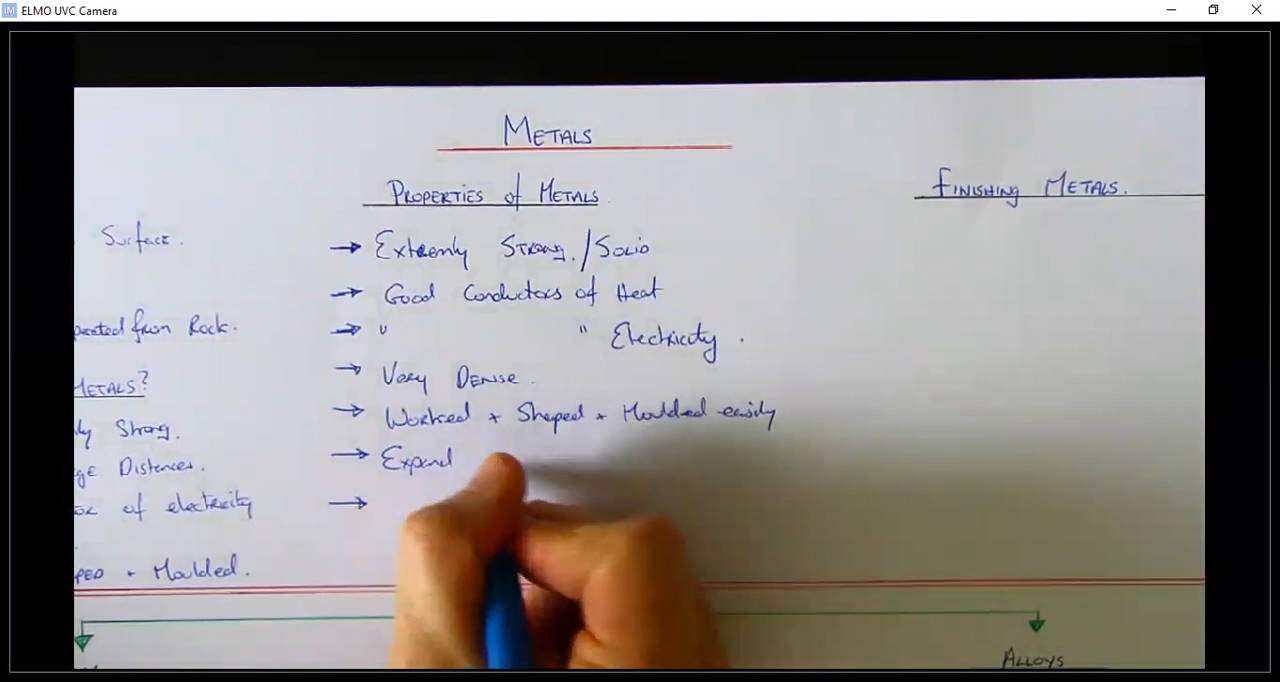 ELMO UVC Camera
METALS
PROPERTIES of METALS.
FINISHING METALS.
Surface.
→ Extremly Strong./Solid
→ Good Conductors of Heat
from Rock.
→ " " Electricity.
METALS?
→ Very DENSE.
Strong.
→ Worked + Shaped + Moulded easily
Distances.
→ Expand
of electricity
→
+ Moulded.
ALLOYS